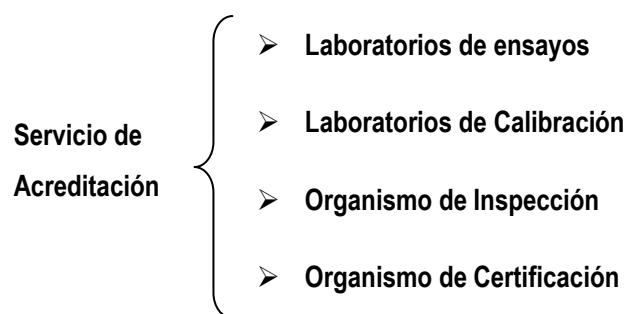 Servicio de
Acreditación
➢ Laboratorios de ensayos
➢ Laboratorios de Calibración
➢ Organismo de Inspección
➢ Organismo de Certificación